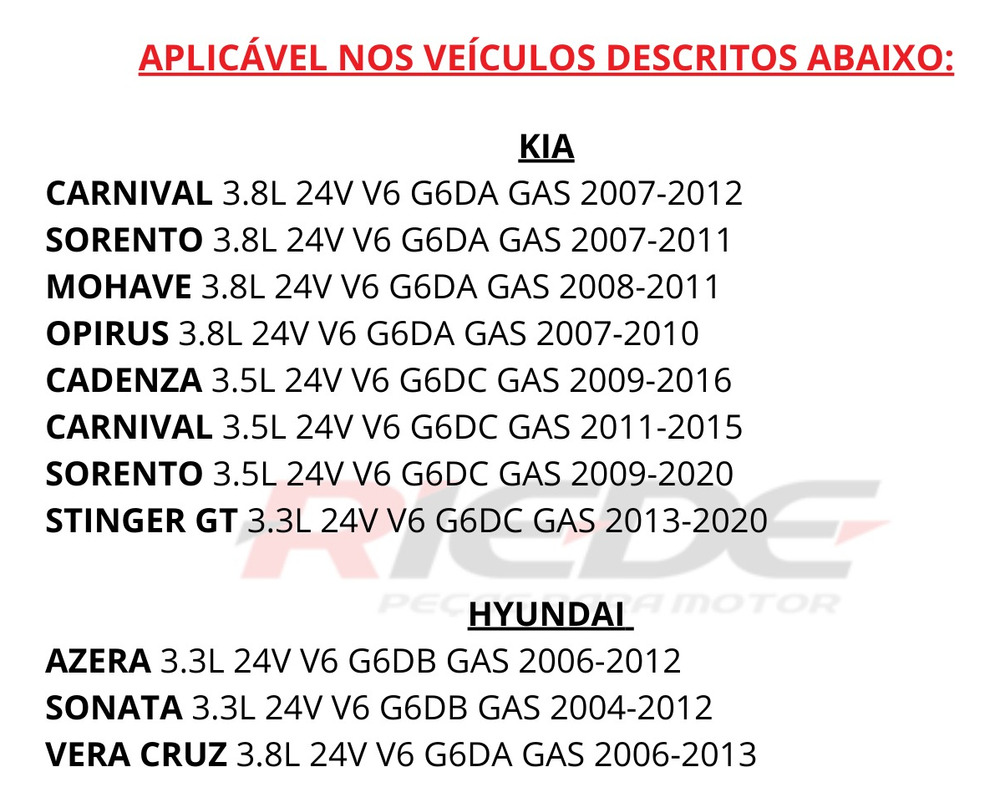 APLICÁVEL NOS VEÍCULOS DESCRITOS ABAIXO:
KIA
CARNIVAL 3.8L 24V V6 G6DA GAS 2007-2012
SORENTO 3.8L 24V V6 G6DA GAS 2007-2011
MOHAVE 3.8L 24V V6 G6DA GAS 2008-2011
OPIRUS 3.8L 24V V6 G6DA GAS 2007-2010
CADENZA 3.5L 24V V6 G6DC GAS 2009-2016
CARNIVAL 3.5L 24V V6 G6DC GAS 2011-2015
SORENTO 3.5L 24V V6 G6DC GAS 2009-2020
STINGER GT 3.3L 24V V6 G6DC GAS 2013-2020
RIEDE
PEÇAS PARA MOTOR
HYUNDAI
AZERA 3.3L 24V V6 G6DB GAS 2006-2012
SONATA 3.3L 24V V6 G6DB GAS 2004-2012
VERA CRUZ 3.8L 24V V6 G6DA GAS 2006-2013